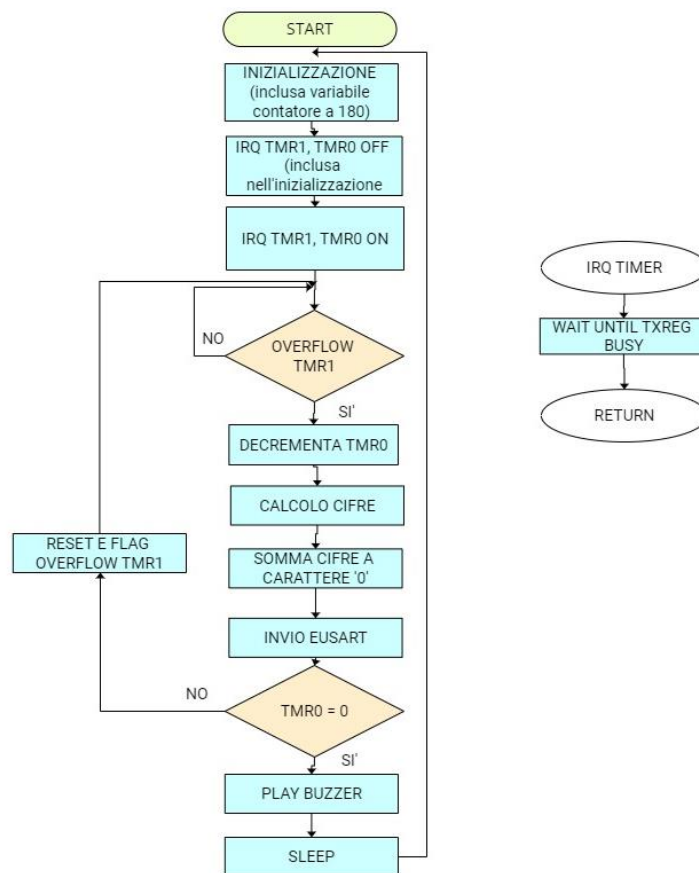 START
INIZIALIZZAZIONE
(inclusa variabile
contatore a 180)
IRQ TMR1, TMR0 OFF
(inclusa
nell'inizializzazione
IRQ TMR1, TMR0 ON
NO
OVERFLOW
TMR1
SI'
DECREMENTA TMR0
CALCOLO CIFRE
RESET E FLAG
OVERFLOW TMR1
SOMMA CIFRE A
CARATTERE '0'
INVIO EUSART
NO
TMR0 = 0
SI'
PLAY BUZZER
SLEEP
IRQ TIMER
WAIT UNTIL TXREG
BUSY
RETURN